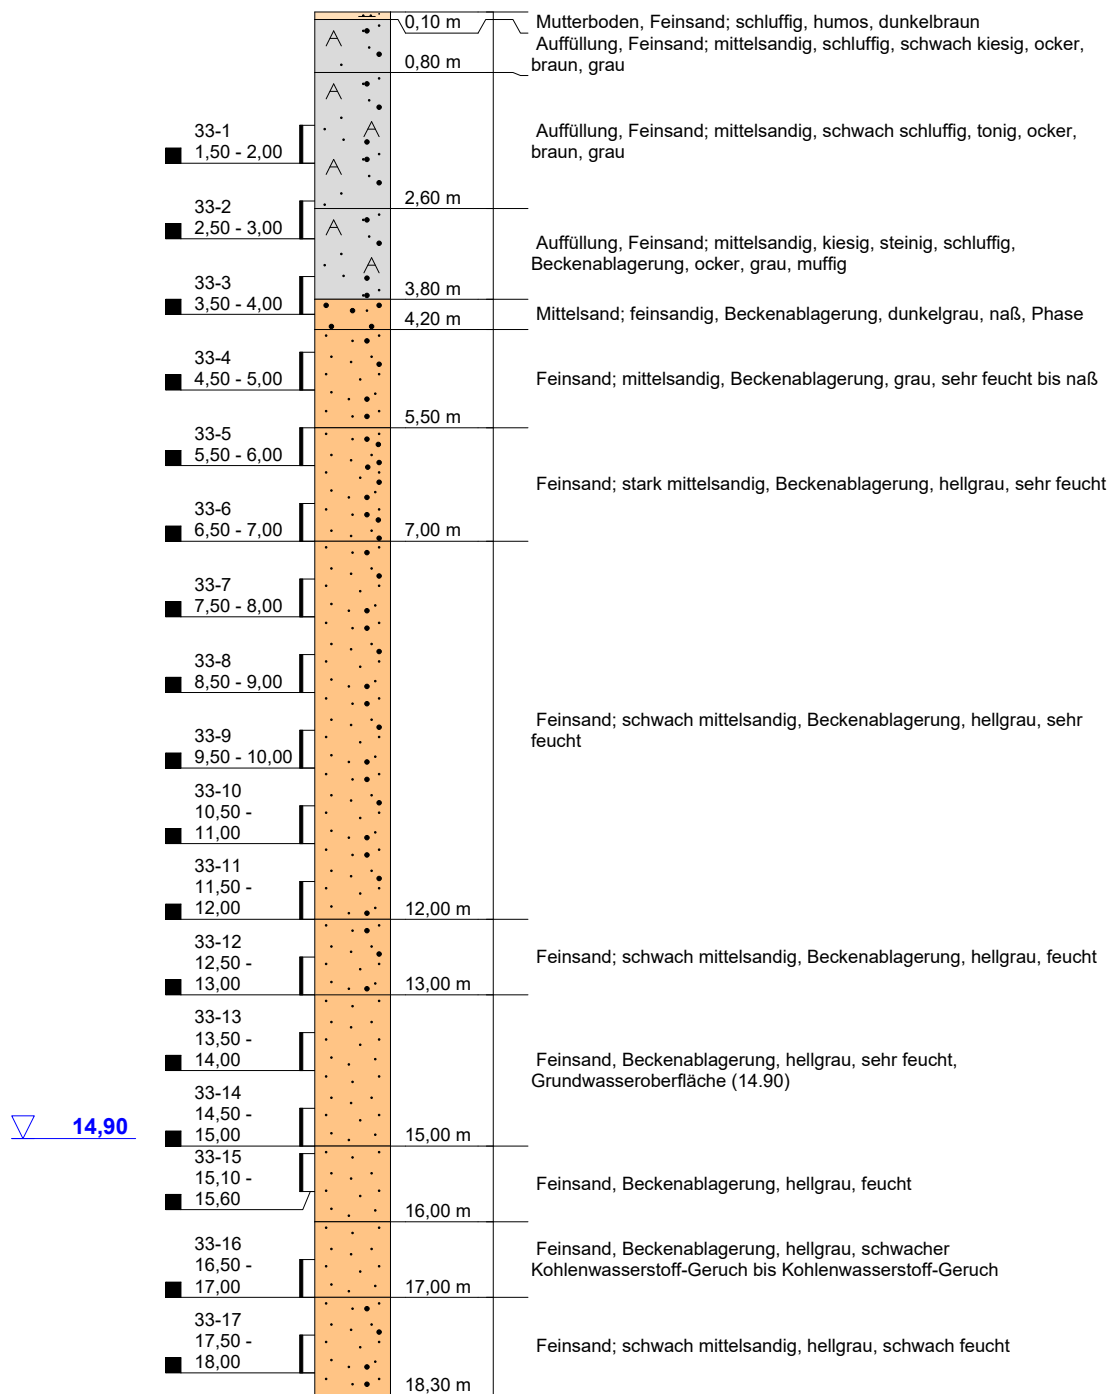 0,10 m
Mutterboden, Feinsand; schluffig, humos, dunkelbraun
Auffüllung, Feinsand; mittelsandig, schluffig, schwach kiesig, ocker,
braun, grau
A
0,80 m
A
33-1
1,50 - 2,00
A
Auffüllung, Feinsand; mittelsandig, schwach schluffig, tonig, ocker,
braun, grau
A
2,60 m
33-2
2,50 - 3,00
A
Auffüllung, Feinsand; mittelsandig, kiesig, steinig, schluffig,
Beckenablagerung, ocker, grau, muffig
A
33-3
3,50 - 4,00
3,80 m
Mittelsand; feinsandig, Beckenablagerung, dunkelgrau, naß, Phase
4,20 m
33-4
4,50 - 5,00
Feinsand; mittelsandig, Beckenablagerung, grau, sehr feucht bis naß
5,50 m
33-5
5,50 - 6,00
Feinsand; stark mittelsandig, Beckenablagerung, hellgrau, sehr feucht
33-6
6,50 - 7,00
7,00 m
33-7
7,50 - 8,00
33-8
8,50 - 9,00
Feinsand; schwach mittelsandig, Beckenablagerung, hellgrau, sehr
feucht
33-9
9,50 - 10,00
33-10
10,50 -
11,00
33-11
11,50 -
12,00
12,00 m
33-12
12,50 -
13,00
Feinsand; schwach mittelsandig, Beckenablagerung, hellgrau, feucht
13,00 m
33-13
13,50 -
14,00
Feinsand, Beckenablagerung, hellgrau, sehr feucht,
Grundwasseroberfläche (14.90)
33-14
14,50 -
15,00
14,90
15,00 m
33-15
15,10 -
15,60
Feinsand, Beckenablagerung, hellgrau, feucht
16,00 m
33-16
16,50 -
17,00
Feinsand, Beckenablagerung, hellgrau, schwacher
Kohlenwasserstoff-Geruch bis Kohlenwasserstoff-Geruch
17,00 m
33-17
17,50 -
18,00
Feinsand; schwach mittelsandig, hellgrau, schwach feucht
18,30 m